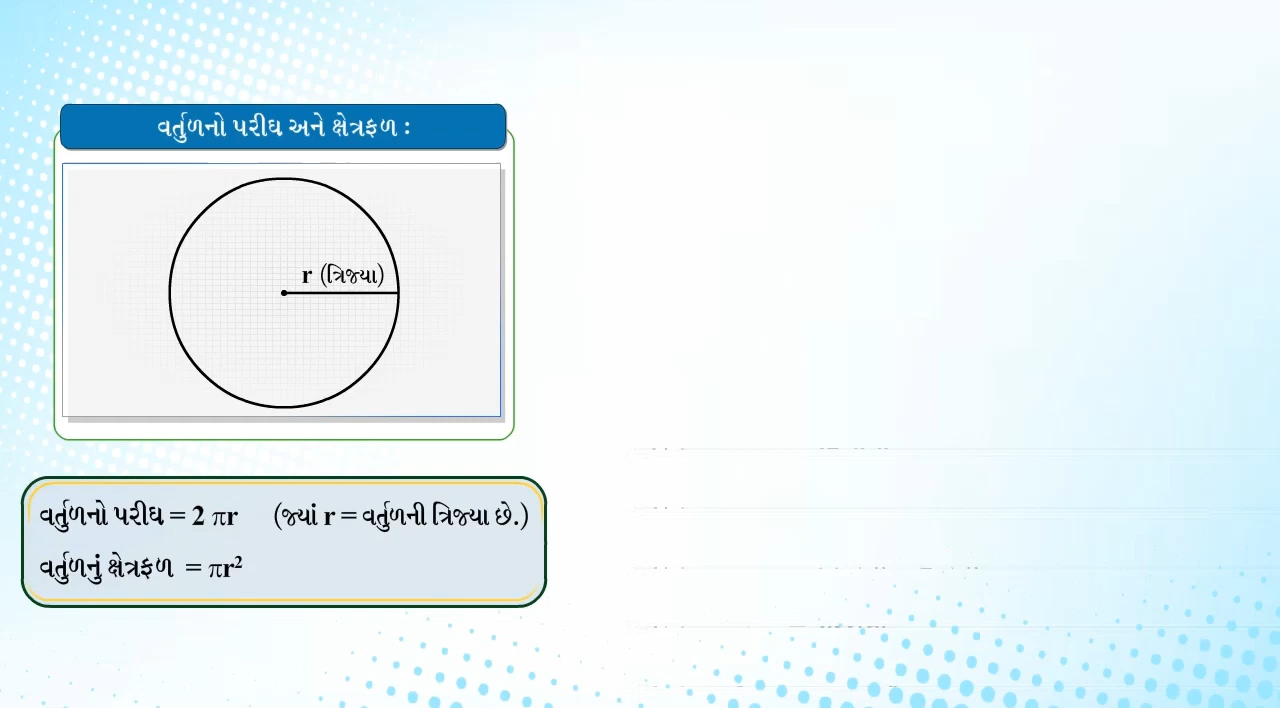 વર્તુળનો પરીઘ અને ક્ષેત્રફળ :
r (ત્રિજ્યા)
વર્તુળનો પરીઘ = 2 πr (જ્યાં r = વર્તુળની ત્રિજ્યા છે.)
વર્તુળનું ક્ષેત્રફળ = πr²